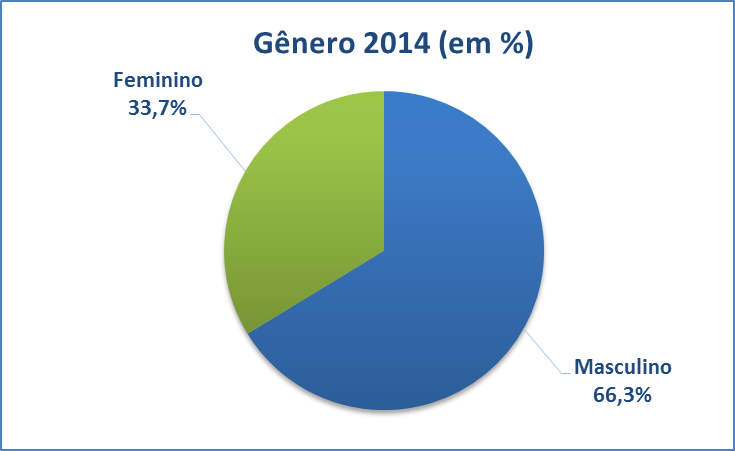 Gênero 2014 (em %)
Feminino
33,7%
Masculino
66,3%